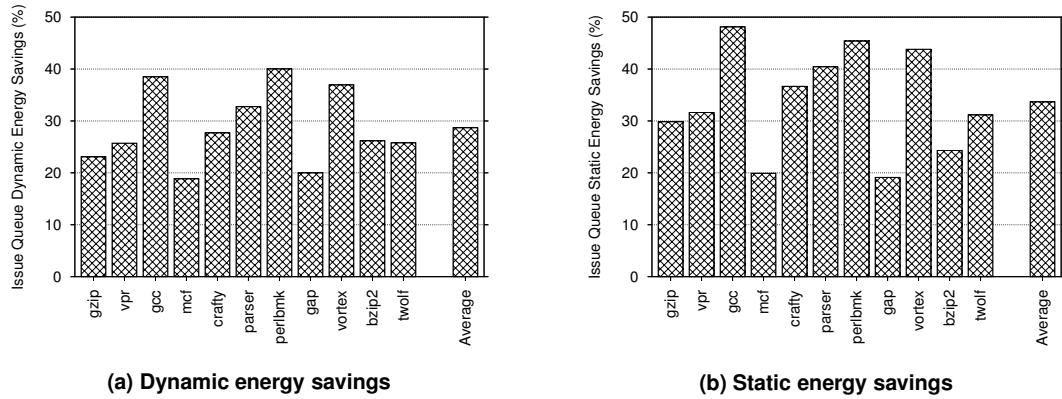 Issue Queue Dynamic Energy Savings (%)
50
40
30
20
10
0
gzip
vpr
gcc
mcf
crafty
parser
perlbmk
gap
vortex
bzip2
twolf
Average
(a) Dynamic energy savings
Issue Queue Static Energy Savings (%)
50
40
30
20
10
0
gzip
vpr
gcc
mcf
crafty
parser
perlbmk
gap
vortex
bzip2
twolf
Average
(b) Static energy savings